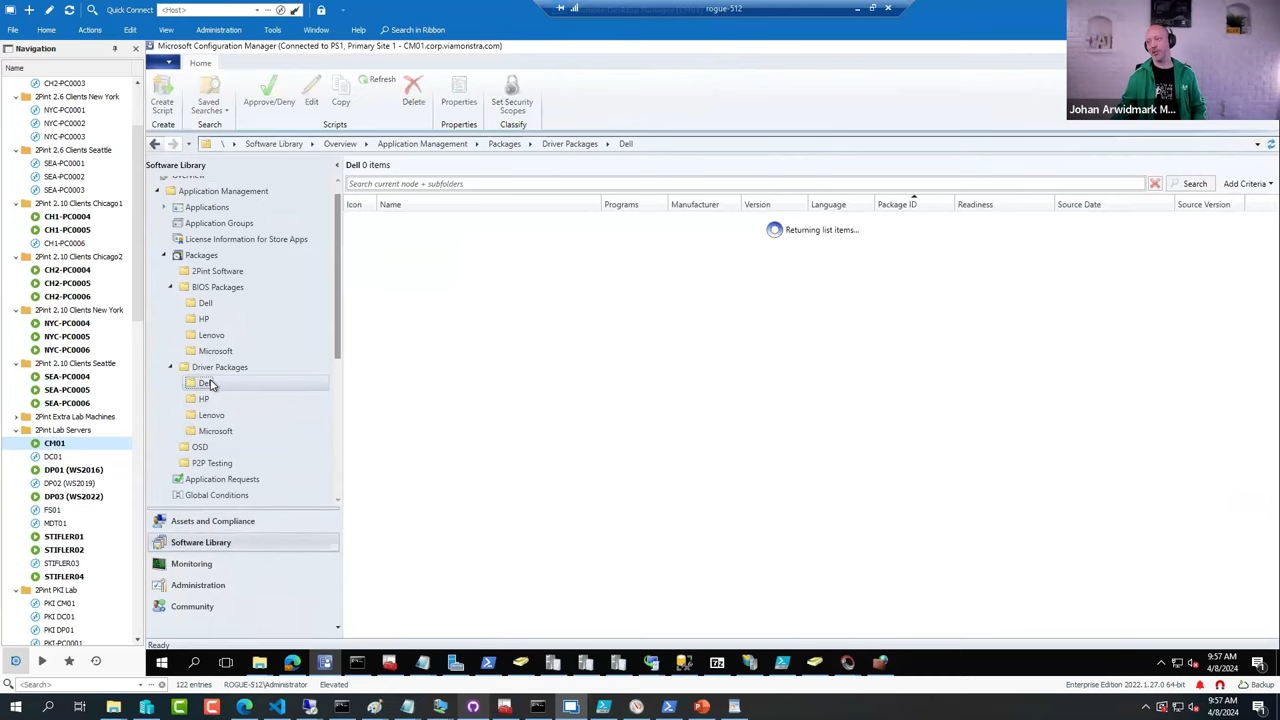 Quick Connect
<Host>
rogue-512
File
Home
Actions
Edit
View
Administration
Tools
Windows
Help
Search in Ribbon
Navigation
Name
CH2-PC0003
2Pint 2.6 Clients New York
NYC-PC0001
NYC-PC0002
NYC-PC0003
2Pint 2.6 Clients Seattle
SEA-PC0001
SEA-PC0002
SEA-PC0003
2Pint 2.10 Clients Chicago1
CH1-PC0004
CH1-PC0005
CH1-PC0006
2Pint 2.10 Clients Chicago2
CH2-PC0004
CH2-PC0005
CH2-PC0006
2Pint 2.10 Clients New York
NYC-PC0004
NYC-PC0005
NYC-PC0006
2Pint 2.10 Clients Seattle
SEA-PC0004
SEA-PC0005
SEA-PC0006
2Pint Extra Lab Machines
2Pint Lab Servers
CM01
DC01
DP01 (WS2016)
DP02 (WS2019)
DP03 (WS2022)
FS01
MDT01
STIFLER01
STIFLER02
STIFLER03
STIFLER04
2Pint PKI Lab
PKI CM01
PKI DC01
PKI DP01
PKI-PC0001
Microsoft Configuration Manager (Connected to PS1, Primary Site 1 - CM01.corp.viamonstra.com)
Home
Create Script
Saved Searches
Approve/Deny
Edit
Copy
Refresh
Delete
Properties
Set Security Scopes
Create
Search
Scripts
Properties
Classify
\ Software Library Overview Application Management Packages Driver Packages Dell
Software Library
Overview
Application Management
Applications
Application Groups
License Information for Store Apps
Packages
2Pint Software
BIOS Packages
Dell
HP
Lenovo
Microsoft
Driver Packages
Dell
HP
Lenovo
Microsoft
OSD
P2P Testing
Application Requests
Global Conditions
Assets and Compliance
Software Library
Monitoring
Administration
Community
Dell 0 items
Search current node + subfolders
Search
Add Criteria
Icon
Name
Programs
Manufacturer
Version
Language
Package ID
Readiness
Source Date
Source Version
Returning list items...
Johan Arwidmark M...
Ready
9:57 AM
4/8/2024
<Search>
122 entries
ROGUE-512\Administrator
Elevated
Enterprise Edition 2022.1.27.0 64-bit
Backup
9:57 AM
4/8/2024